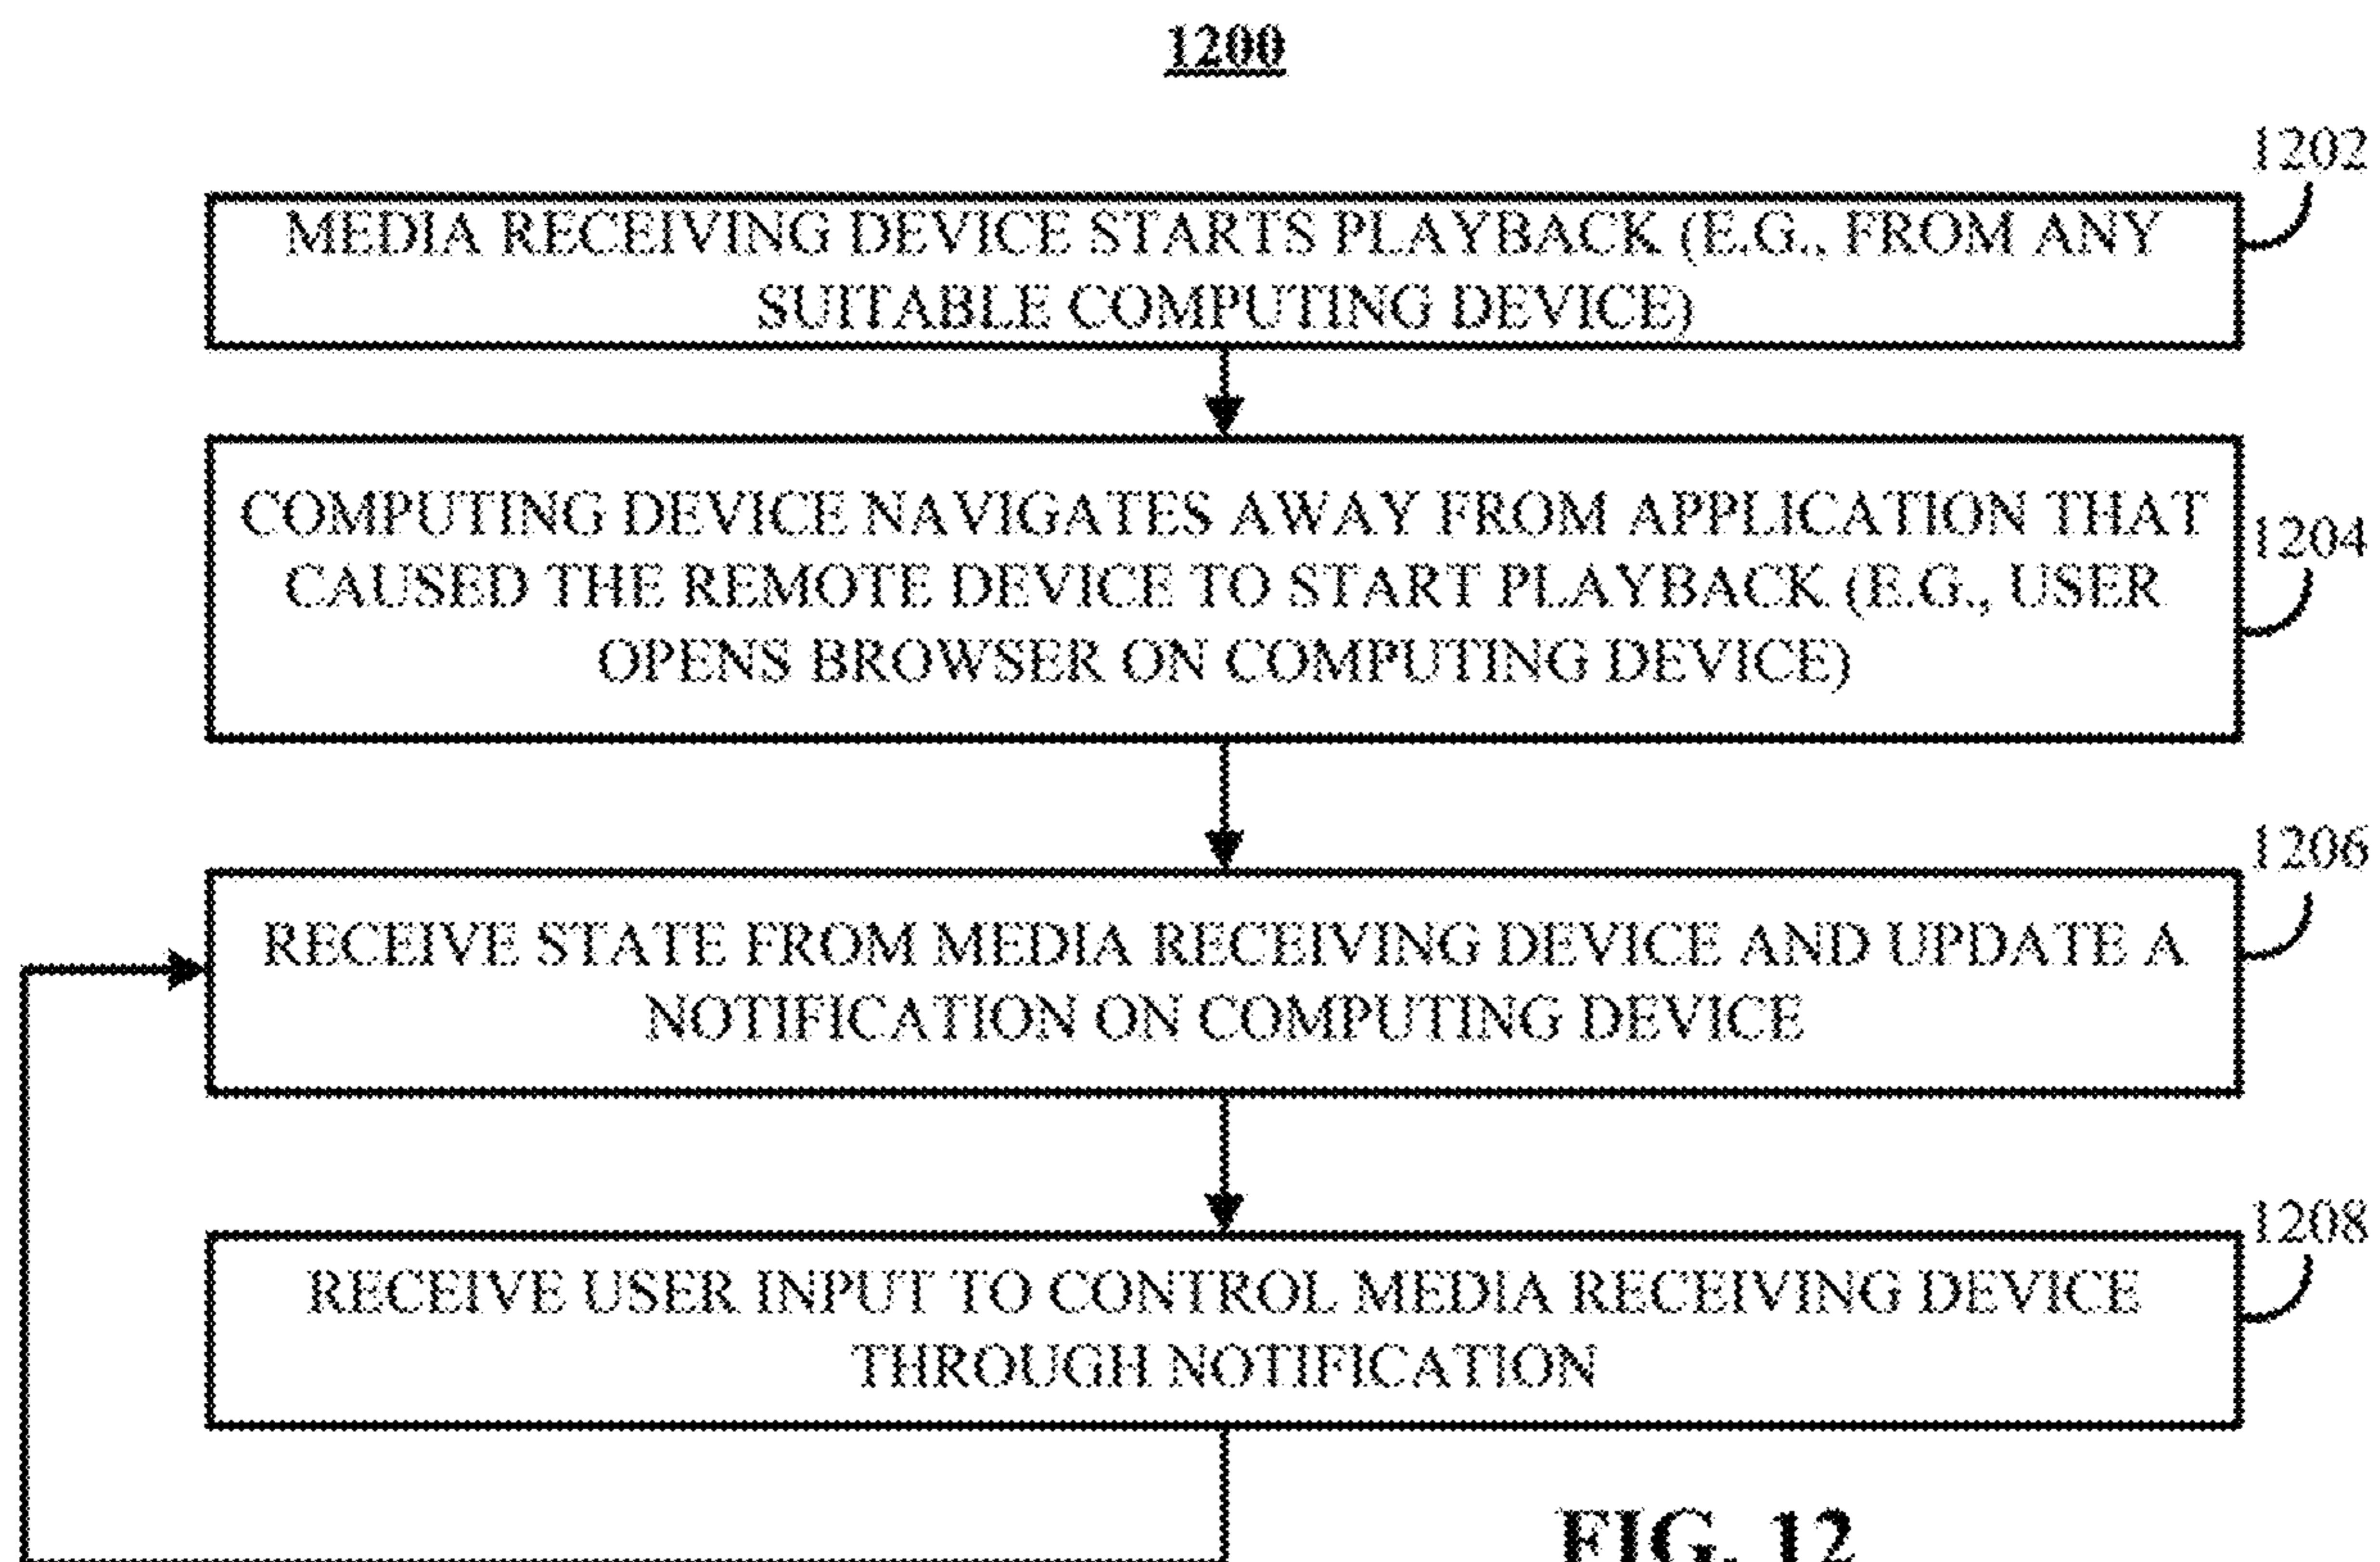 1200
1202
MEDIA RECEIVING DEVICE STARTS PLAYBACK (E.G., FROM ANY
SUITABLE COMPUTING DEVICE)
1204
COMPUTING DEVICE NAVIGATES AWAY FROM APPLICATION THAT
CAUSED THE REMOTE DEVICE TO START PLAYBACK (E.G., USER
OPENS BROWSER ON COMPUTING DEVICE)
1206
RECEIVE STATE FROM MEDIA RECEIVING DEVICE AND UPDATE A
NOTIFICATION ON COMPUTING DEVICE
1208
RECEIVE USER INPUT TO CONTROL MEDIA RECEIVING DEVICE
THROUGH NOTIFICATION
FIG. 12